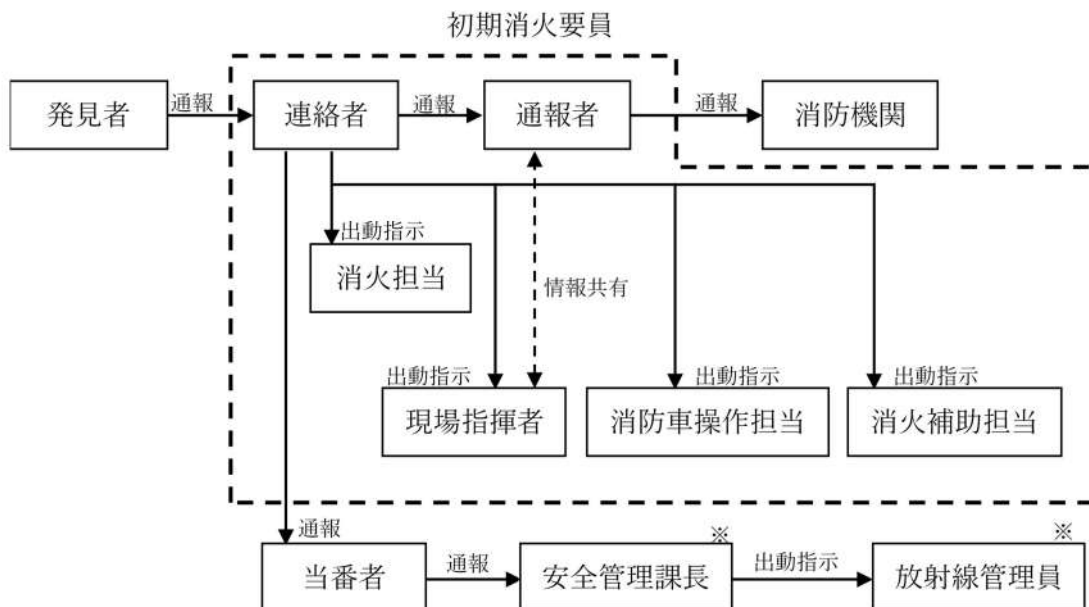 初期消火要員
発見者
通報
連絡者
通報
通報者
通報
消防機関
出動指示
消火担当
情報共有
出動指示
現場指揮者
出動指示
消防車操作担当
出動指示
消火補助担当
通報
当番者
通報
※
安全管理課長
出動指示
※
放射線管理員